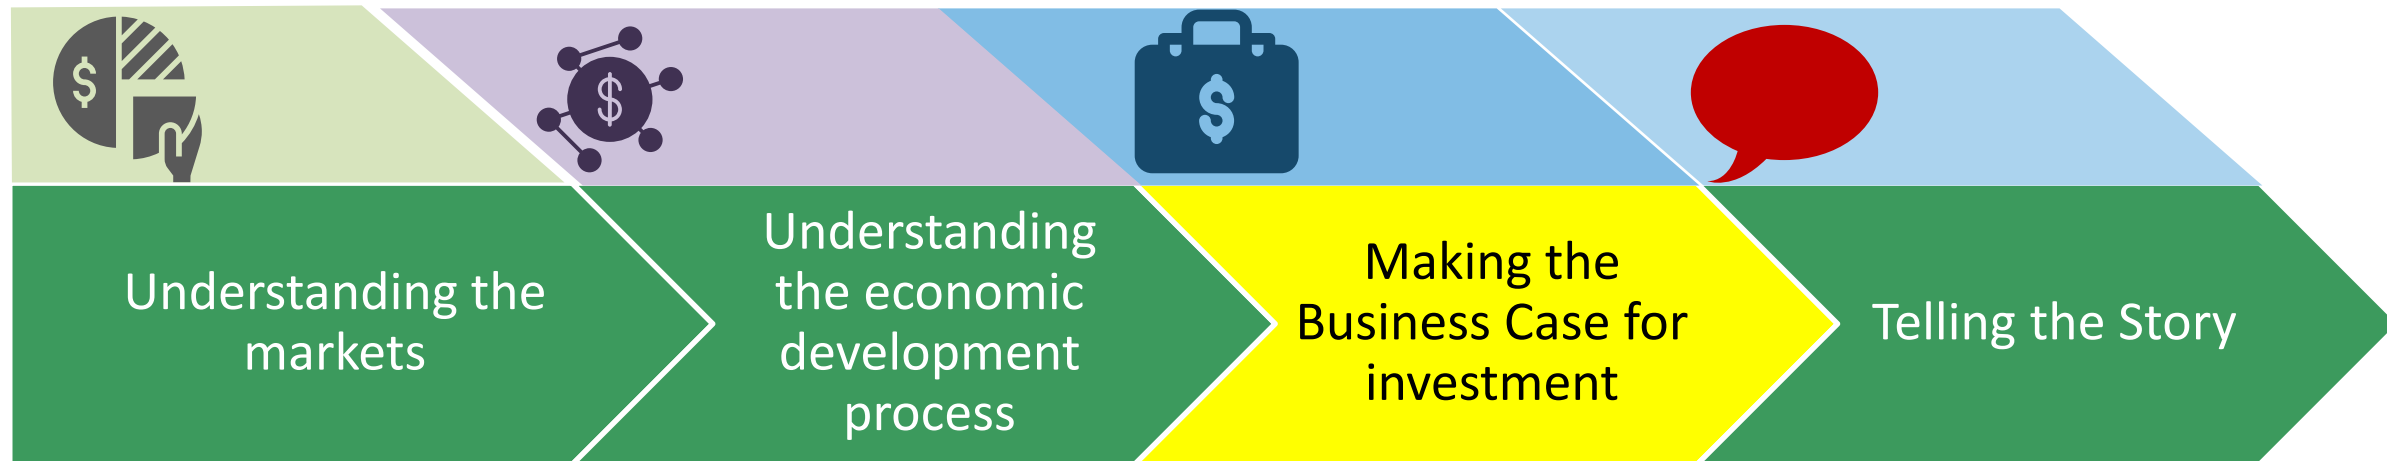 $
$
$
Understanding the
markets
Understanding
the economic
development
process
Making the
Business Case for
investment
Telling the Story